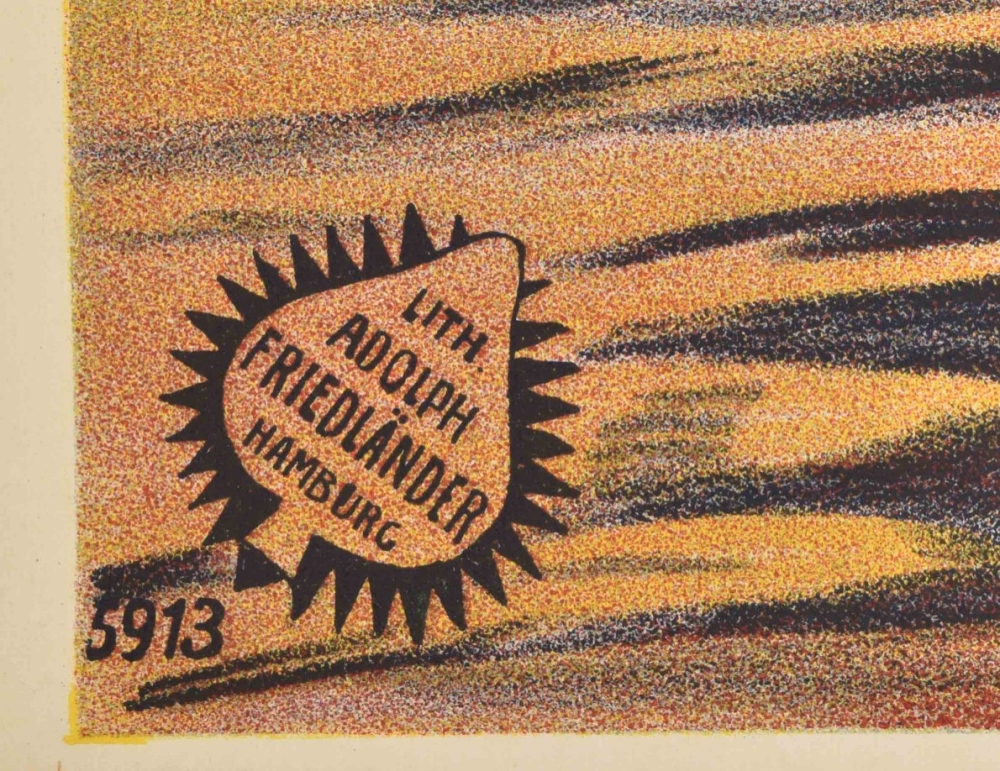 LITH.
ADOLPH
FRIEDLÄNDER
HAMBURG
5913